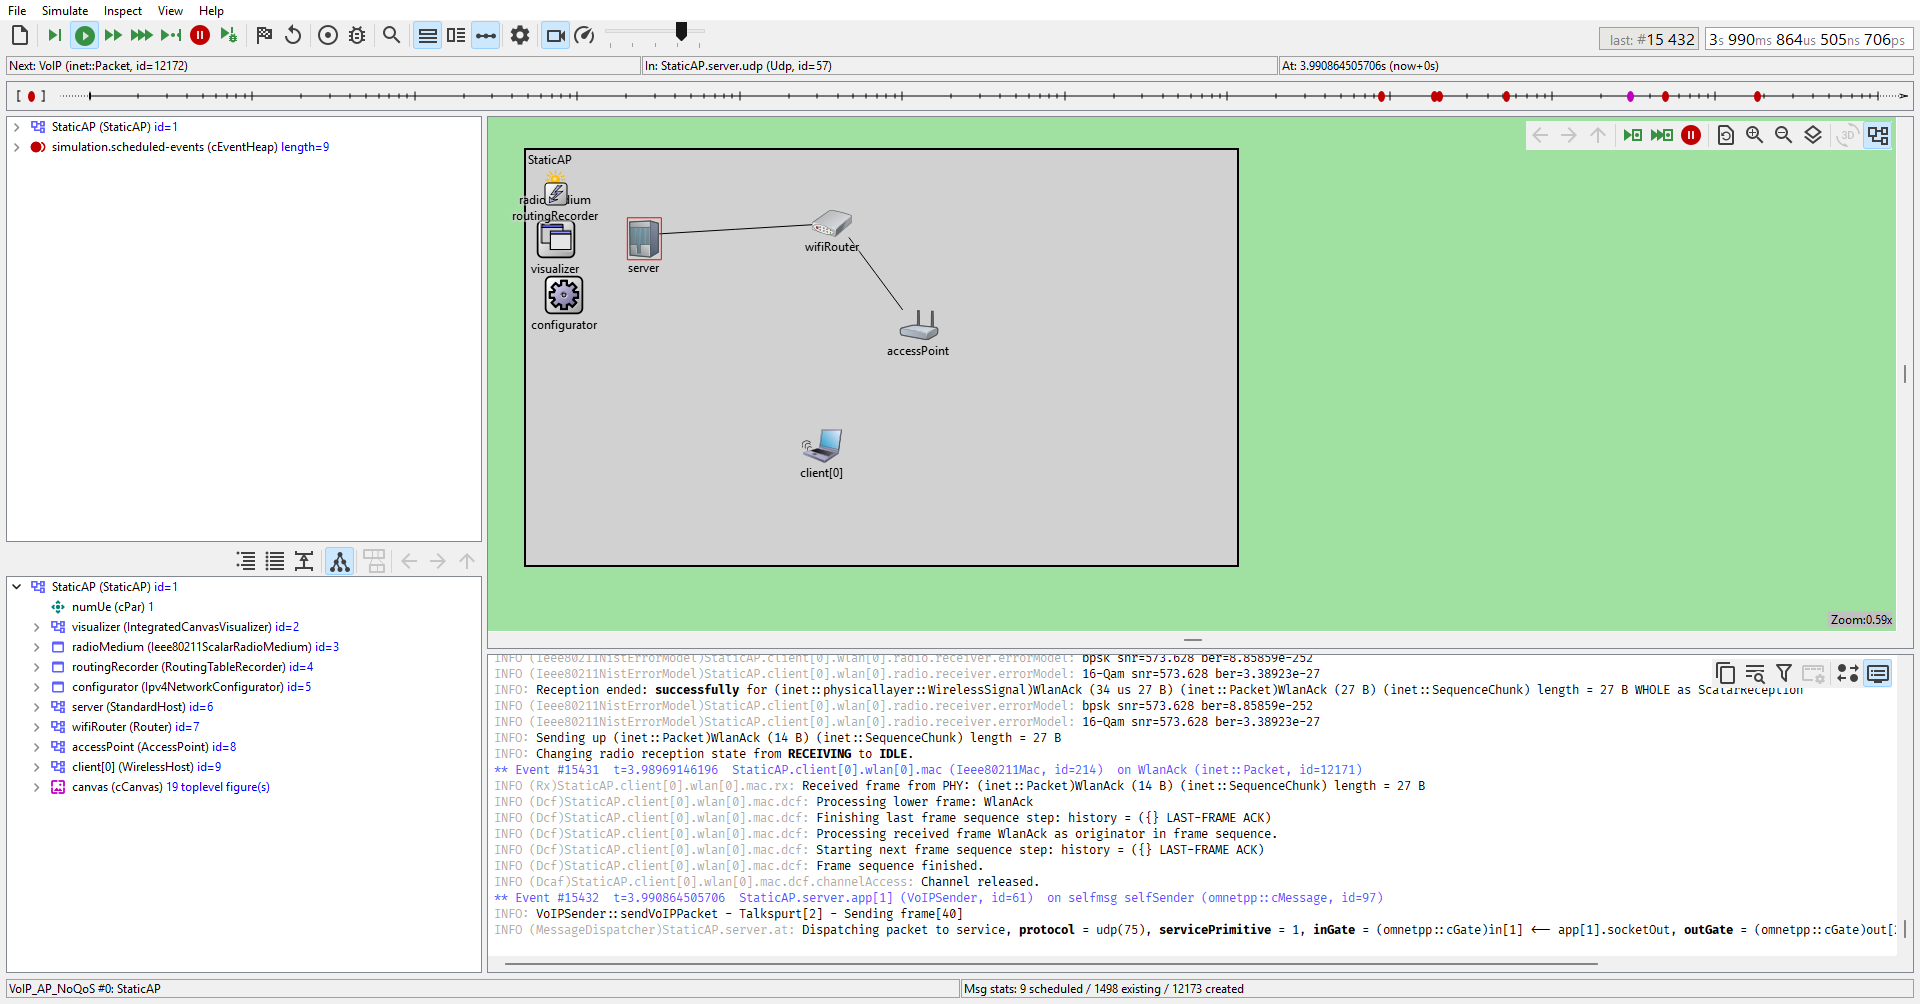 File Simulate Inspect View Help
last: #15 432 3s 990ms 864us 505ns 706ps
Next: VoIP (inet::Packet, id=12172) In: StaticAP.server.udp (Udp, id=57) At: 3.990864505706s (now+0s)
StaticAP (StaticAP) id=1
simulation.scheduled-events (cEventHeap) length=9
3D
StaticAP
routingRecorder
wifiRouter
server
visualizer
configurator
accessPoint
client[0]
Zoom:0.59x
StaticAP (StaticAP) id=1
numUe (cPar) 1
visualizer (IntegratedCanvasVisualizer) id=2
radioMedium (Ieee80211ScalarRadioMedium) id=3
routingRecorder (RoutingTableRecorder) id=4
configurator (Ipv4NetworkConfigurator) id=5
server (StandardHost) id=6
wifiRouter (Router) id=7
accessPoint (AccessPoint) id=8
client[0] (WirelessHost) id=9
canvas (cCanvas) 19 toplevel figure(s)
INFO (Ieee80211NistErrorModel)StaticAP.client[0].wlan[0].radio.receiver.errorModel: bpsk snr=573.628 ber=8.85859e-252
INFO (Ieee80211NistErrorModel)StaticAP.client[0].wlan[0].radio.receiver.errorModel: 16-Qam snr=573.628 ber=3.38923e-27
INFO: Reception ended: successfully for (inet::physicallayer::WirelessSignal)WlanAck (34 us 27 B) (inet::Packet)WlanAck (27 B) (inet::SequenceChunk) length = 27 B WHOLE as ScalarReception
INFO (Ieee80211NistErrorModel)StaticAP.client[0].wlan[0].radio.receiver.errorModel: bpsk snr=573.628 ber=8.85859e-252
INFO (Ieee80211NistErrorModel)StaticAP.client[0].wlan[0].radio.receiver.errorModel: 16-Qam snr=573.628 ber=3.38923e-27
INFO: Sending up (inet::Packet)WlanAck (14 B) (inet::SequenceChunk) length = 27 B
INFO: Changing radio reception state from RECEIVING to IDLE.
** Event #15431 t=3.98969146196 StaticAP.client[0].wlan[0].mac (Ieee80211Mac, id=214) on WlanAck (inet::Packet, id=12171)
INFO (Rx)StaticAP.client[0].wlan[0].mac.rx: Received frame from PHY: (inet::Packet)WlanAck (14 B) (inet::SequenceChunk) length = 27 B
INFO (Dcf)StaticAP.client[0].wlan[0].mac.dcf: Processing lower frame: WlanAck
INFO (Dcf)StaticAP.client[0].wlan[0].mac.dcf: Finishing last frame sequence step: history = ({} LAST-FRAME ACK)
INFO (Dcf)StaticAP.client[0].wlan[0].mac.dcf: Processing received frame WlanAck as originator in frame sequence.
INFO (Dcf)StaticAP.client[0].wlan[0].mac.dcf: Starting next frame sequence step: history = ({} LAST-FRAME ACK)
INFO (Dcf)StaticAP.client[0].wlan[0].mac.dcf: Frame sequence finished.
INFO (Dcaf)StaticAP.client[0].wlan[0].mac.dcf.channelAccess: Channel released.
** Event #15432 t=3.990864505706 StaticAP.server.app[1] (VoIPSender, id=61) on selfmsg selfSender (omnetpp::cMessage, id=97)
INFO: VoIPSender::sendVoIPPacket - Talkspurt[2] - Sending frame[40]
INFO (MessageDispatcher)StaticAP.server.at: Dispatching packet to service, protocol = udp(75), servicePrimitive = 1, inGate = (omnetpp::cGate)in[1] <-- app[1].socketOut, outGate = (omnetpp::cGate)out[
VoIP_AP_NoQoS #0: StaticAP Msg stats: 9 scheduled / 1498 existing / 12173 created